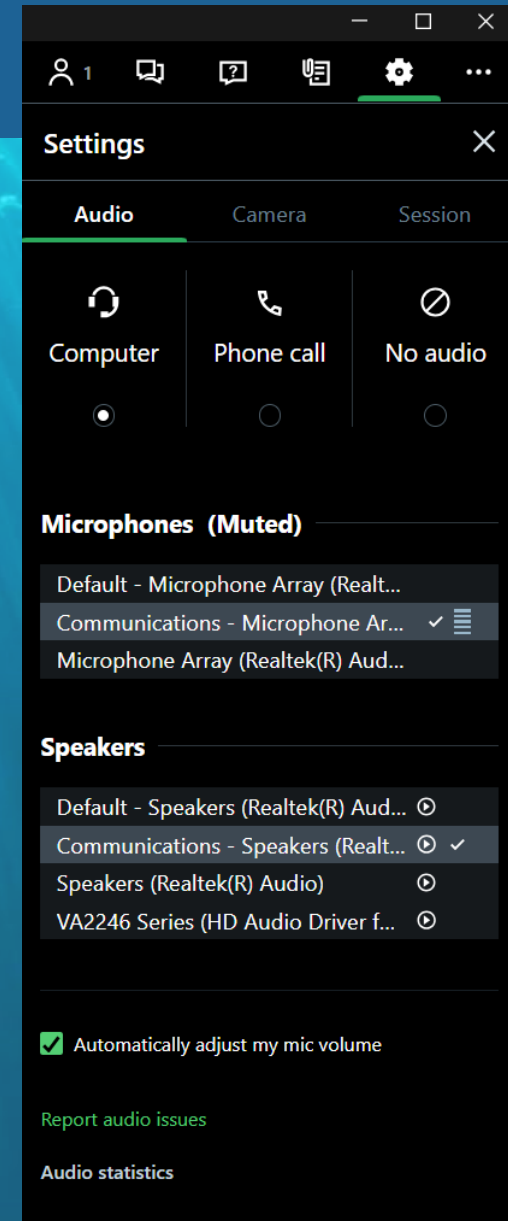 1
Settings
Audio Camera Session
Computer Phone call No audio
Microphones (Muted)
Default - Microphone Array (Realt...
Communications - Microphone Ar...
Microphone Array (Realtek(R) Aud...
Speakers
Default - Speakers (Realtek(R) Aud...
Communications - Speakers (Realt...
Speakers (Realtek(R) Audio)
VA2246 Series (HD Audio Driver f...
Automatically adjust my mic volume
Report audio issues
Audio statistics